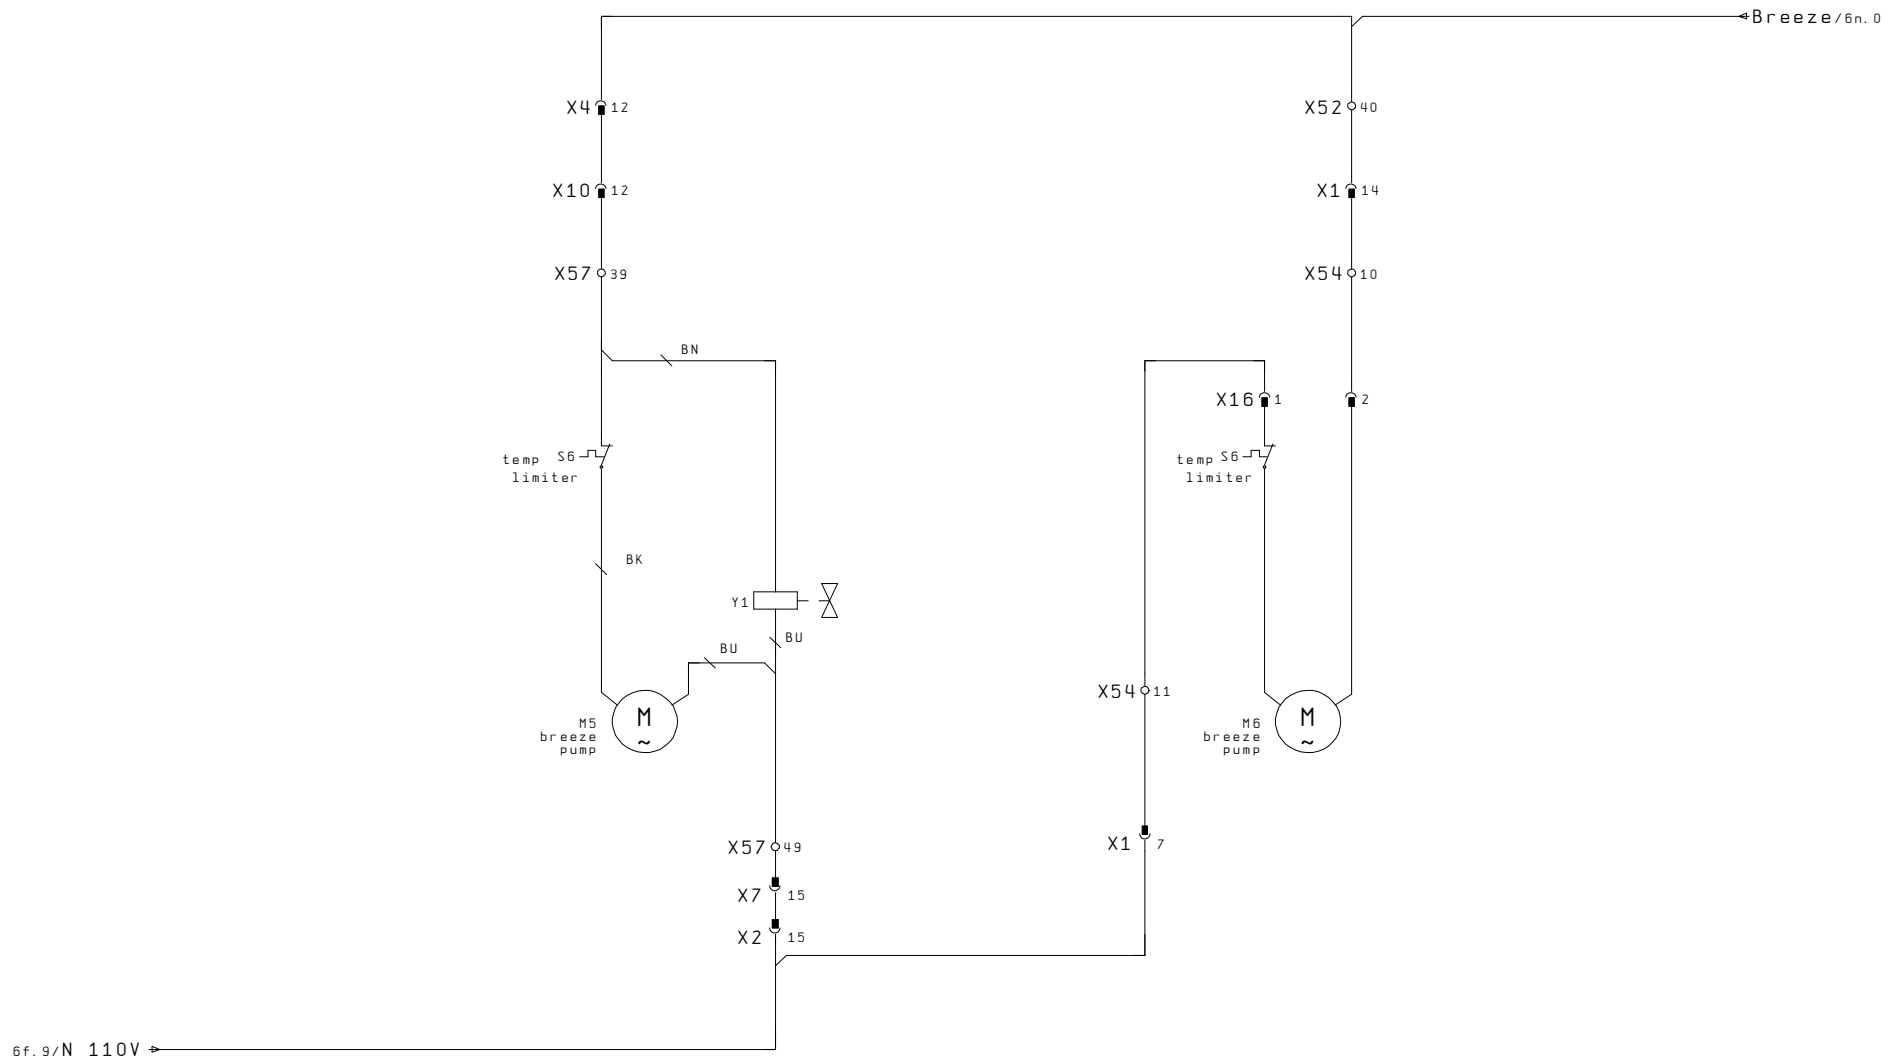 Breeze/6n.0
X4 12
X52 40
X10 12
X1 14
X57 39
X54 10
BN
X16 1
2
temp S6
limiter
temp S6
limiter
BK
Y1
BU
BU
X54 11
M
~
M5
breeze
pump
M
~
M6
breeze
pump
X57 49
X1 7
X7 15
X2 15
6f.9/N 110V